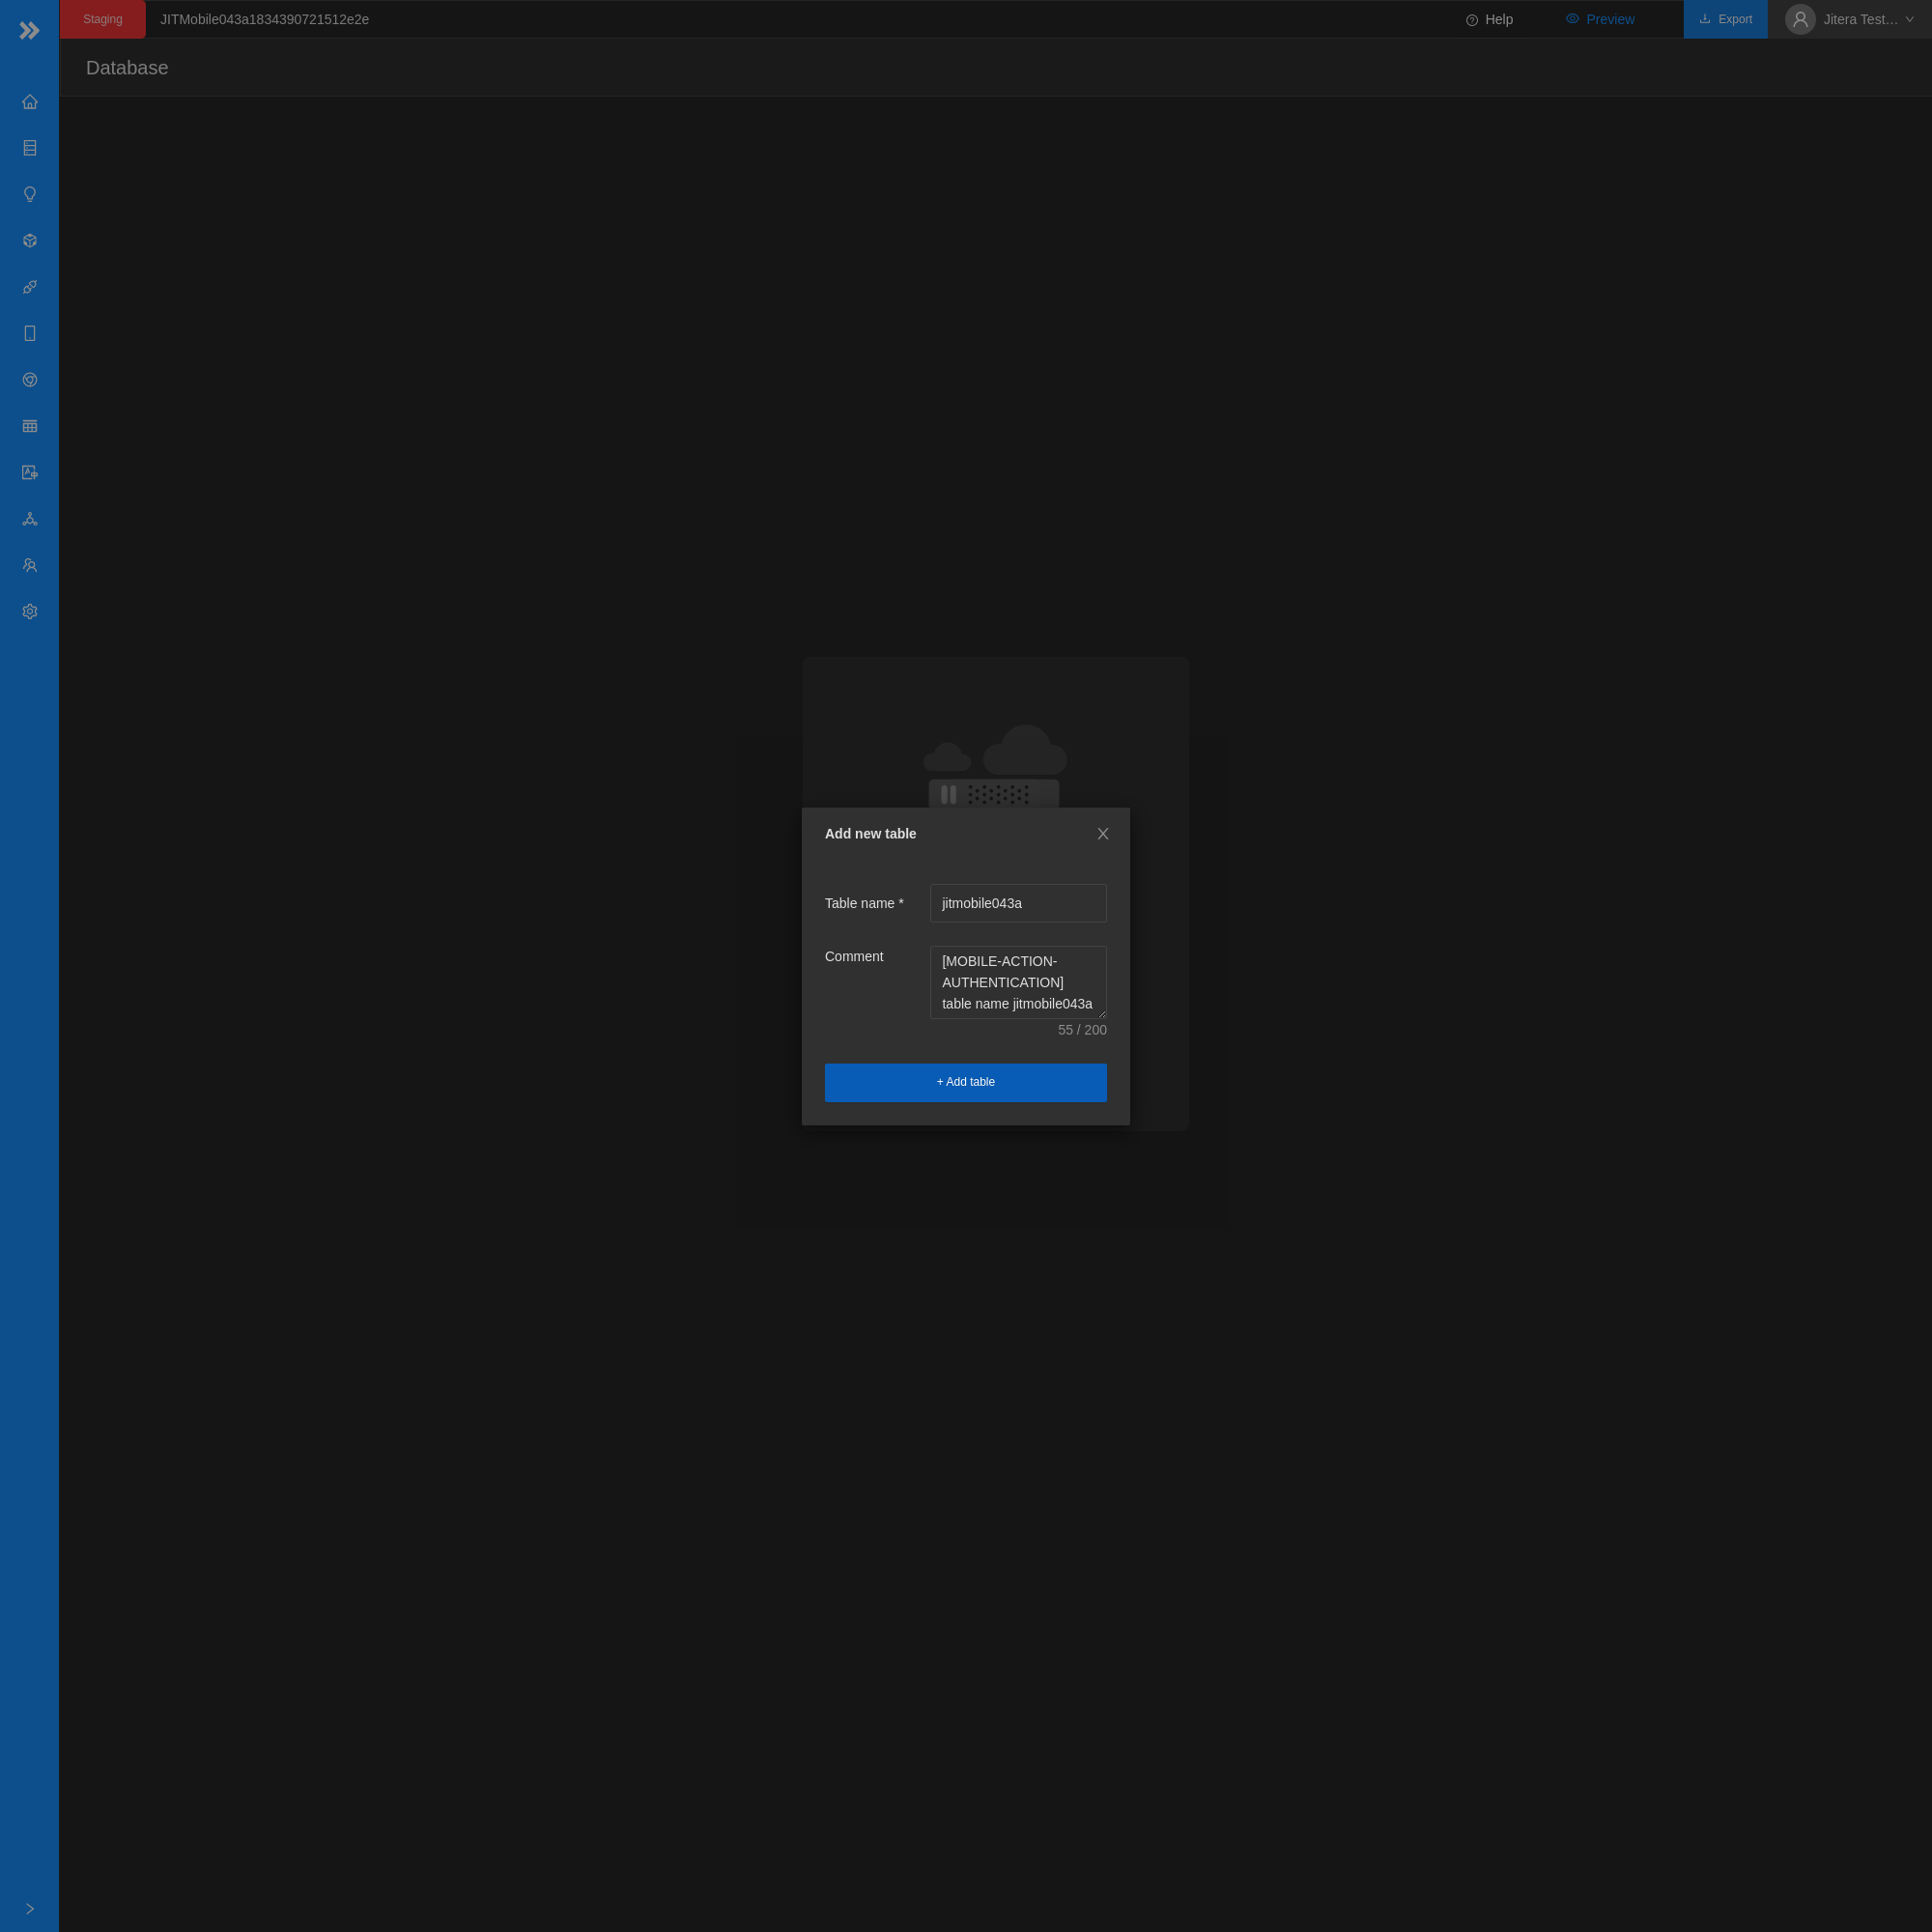 Staging
JITMobile043a1834390721512e2e
Help
Preview
Export
Jitera Test…
Database
Add new table
Table name *
jitmobile043a
Comment
[MOBILE-ACTION-
AUTHENTICATION]
table name jitmobile043a
55 / 200
+ Add table